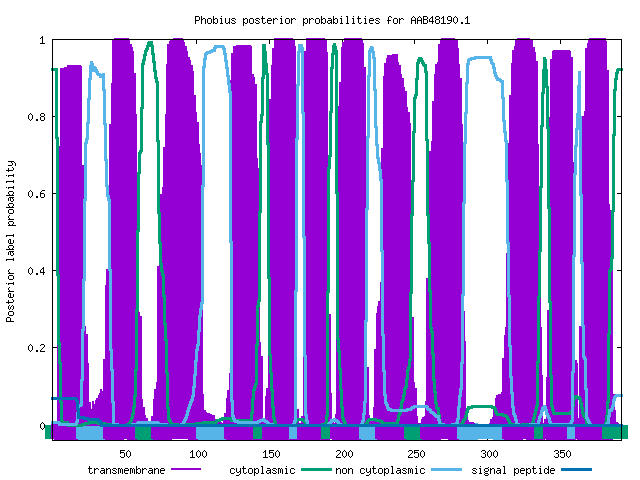 Phobius posterior probabilities for AAB48190.1
1
0.8
0.6
0.4
0.2
0
Posterior label probability
50 100 150 200 250 300 350
transmembrane cytoplasmic non cytoplasmic signal peptide